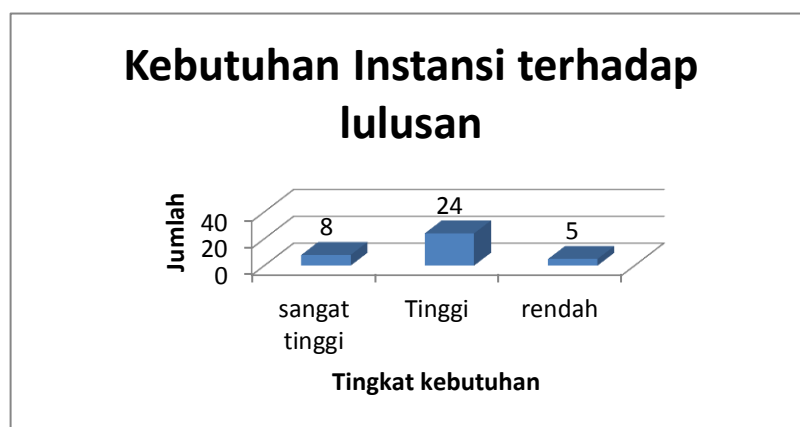 Kebutuhan Instansi terhadap
lulusan
Jumlah
40
20
0
8
24
5
sangat
tinggi
Tinggi
rendah
Tingkat kebutuhan